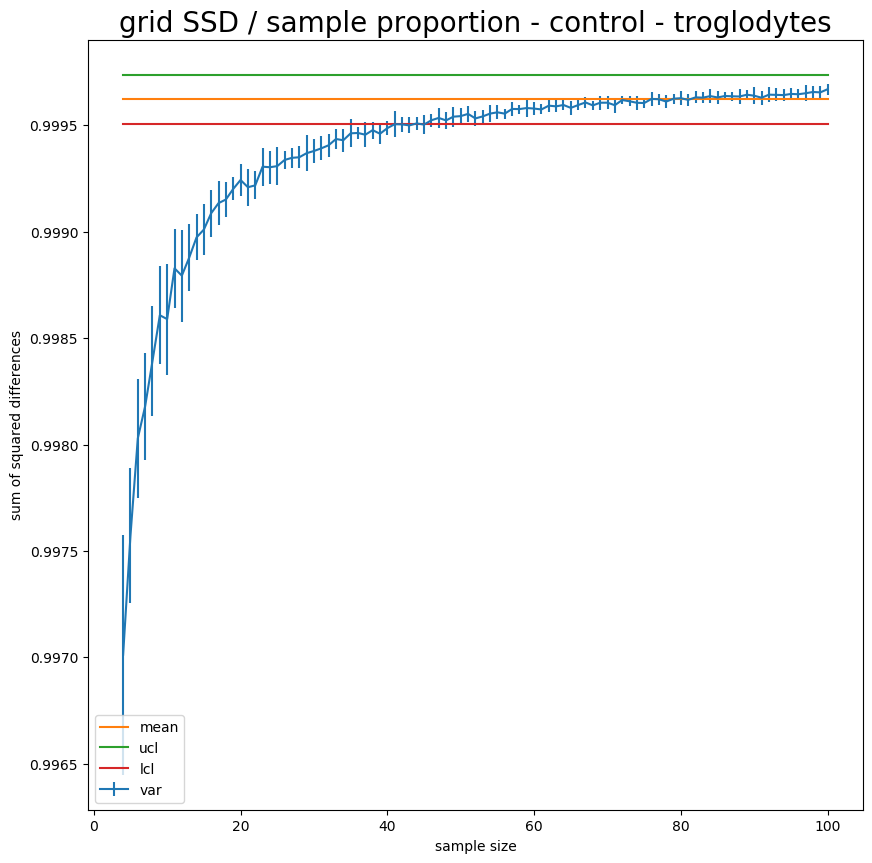 grid SSD / sample proportion - control - troglodytes
sum of squared differences
0.9995
0.9990
0.9985
0.9980
0.9975
0.9970
0.9965
mean
ucl
lcl
var
0
20
40
60
80
100
sample size